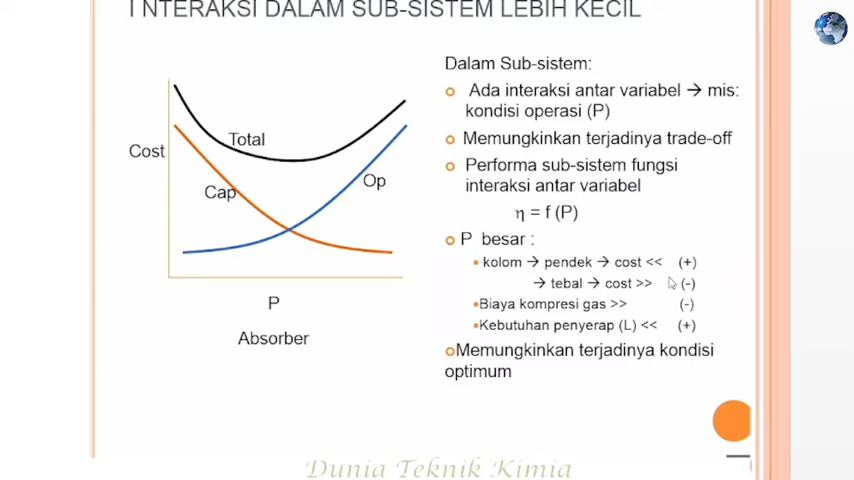 INTERAKSI DALAM SUB-SISTEM LEBIH KECIL
Cost
Total
Cap
Op
P
Absorber
Dalam Sub-sistem:
Ada interaksi antar variabel → mis:
kondisi operasi (P)
Memungkinkan terjadinya trade-off
Performa sub-sistem fungsi
interaksi antar variabel
η = f (P)
P besar :
kolom → pendek → cost << (+)
→ tebal → cost >> (-)
Biaya kompresi gas >> (-)
Kebutuhan penyerap (L) << (+)
Memungkinkan terjadinya kondisi
optimum
Dunia Teknik Kimia